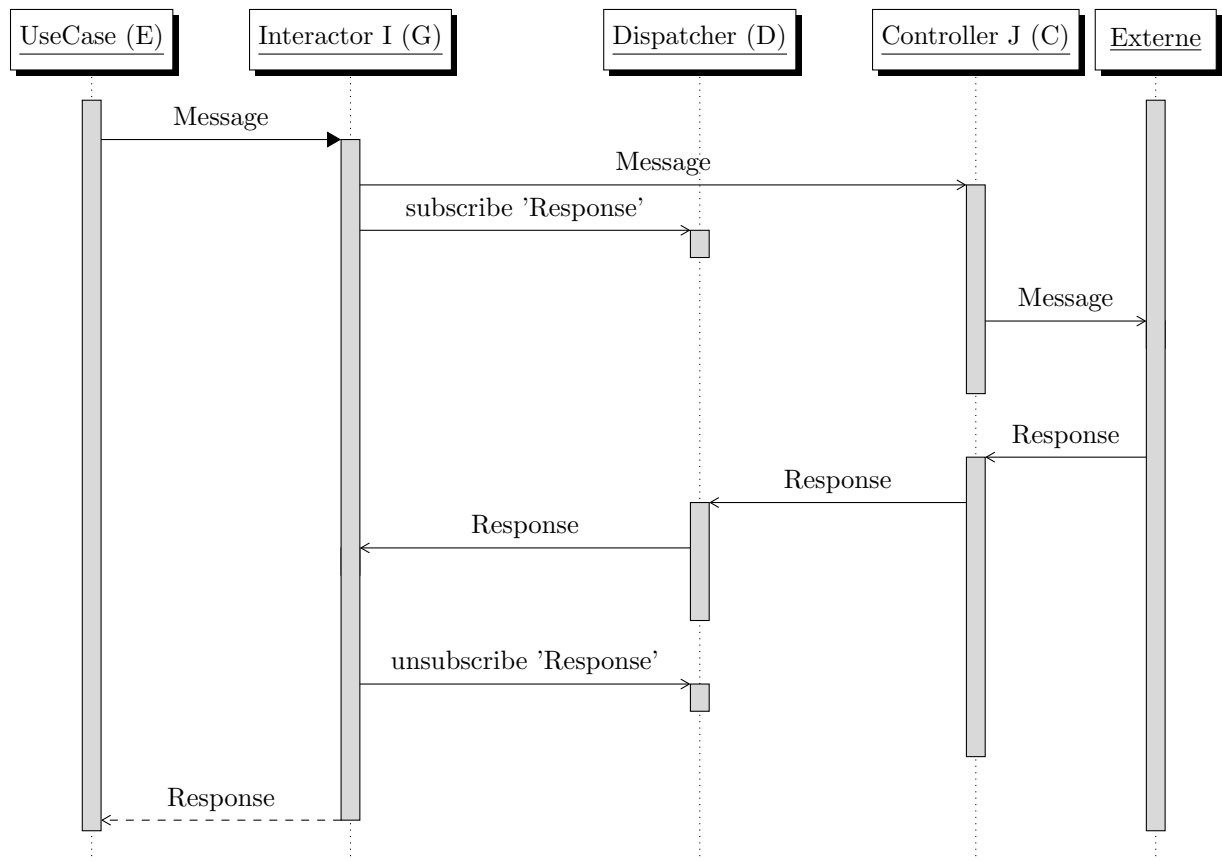 UseCase (E)
Interactor I (G)
Dispatcher (D)
Controller J (C)
Externe
Message
Message
subscribe 'Response'
Message
Response
Response
Response
unsubscribe 'Response'
Response